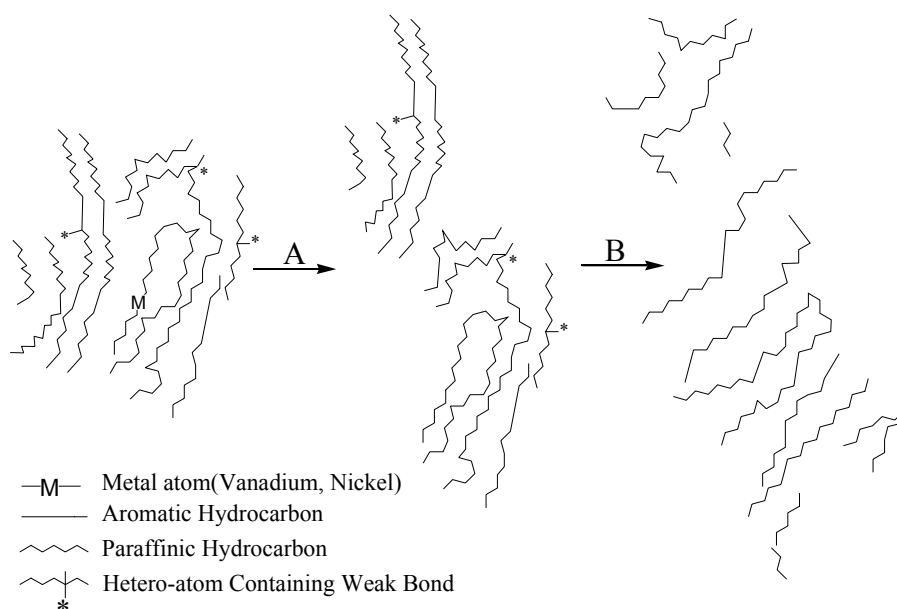 *
*
*
*
A
B
M
*
*
*
M Metal atom(Vanadium, Nickel)
Aromatic Hydrocarbon
Paraffinic Hydrocarbon
Hetero-atom Containing Weak Bond
*